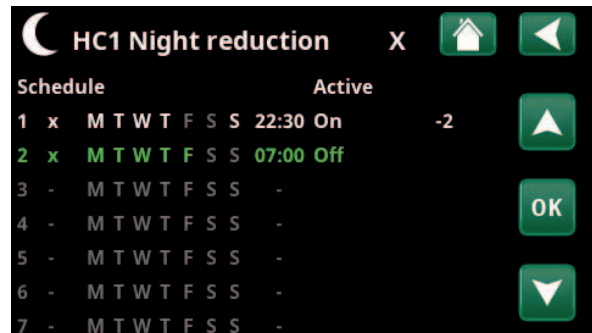 HC1 Night reduction X
Schedule Active
1 x M T W T F S S 22:30 On -2
2 x M T W T F S S 07:00 Off
3 - M T W T F S S -
OK
4 - M T W T F S S -
5 - M T W T F S S -
6 - M T W T F S S -
7 - M T W T F S S -